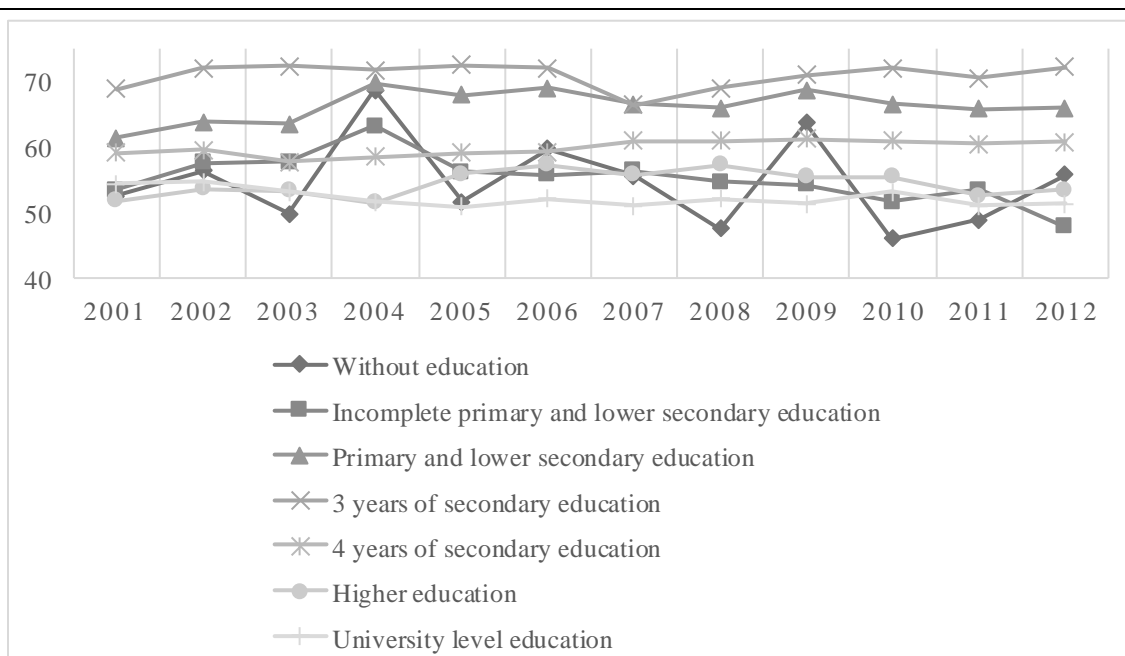 70
60
50
40
2001 2002 2003 2004 2005 2006 2007 2008 2009 2010 2011 2012
Without education
Incomplete primary and lower secondary education
Primary and lower secondary education
3 years of secondary education
4 years of secondary education
Higher education
University level education